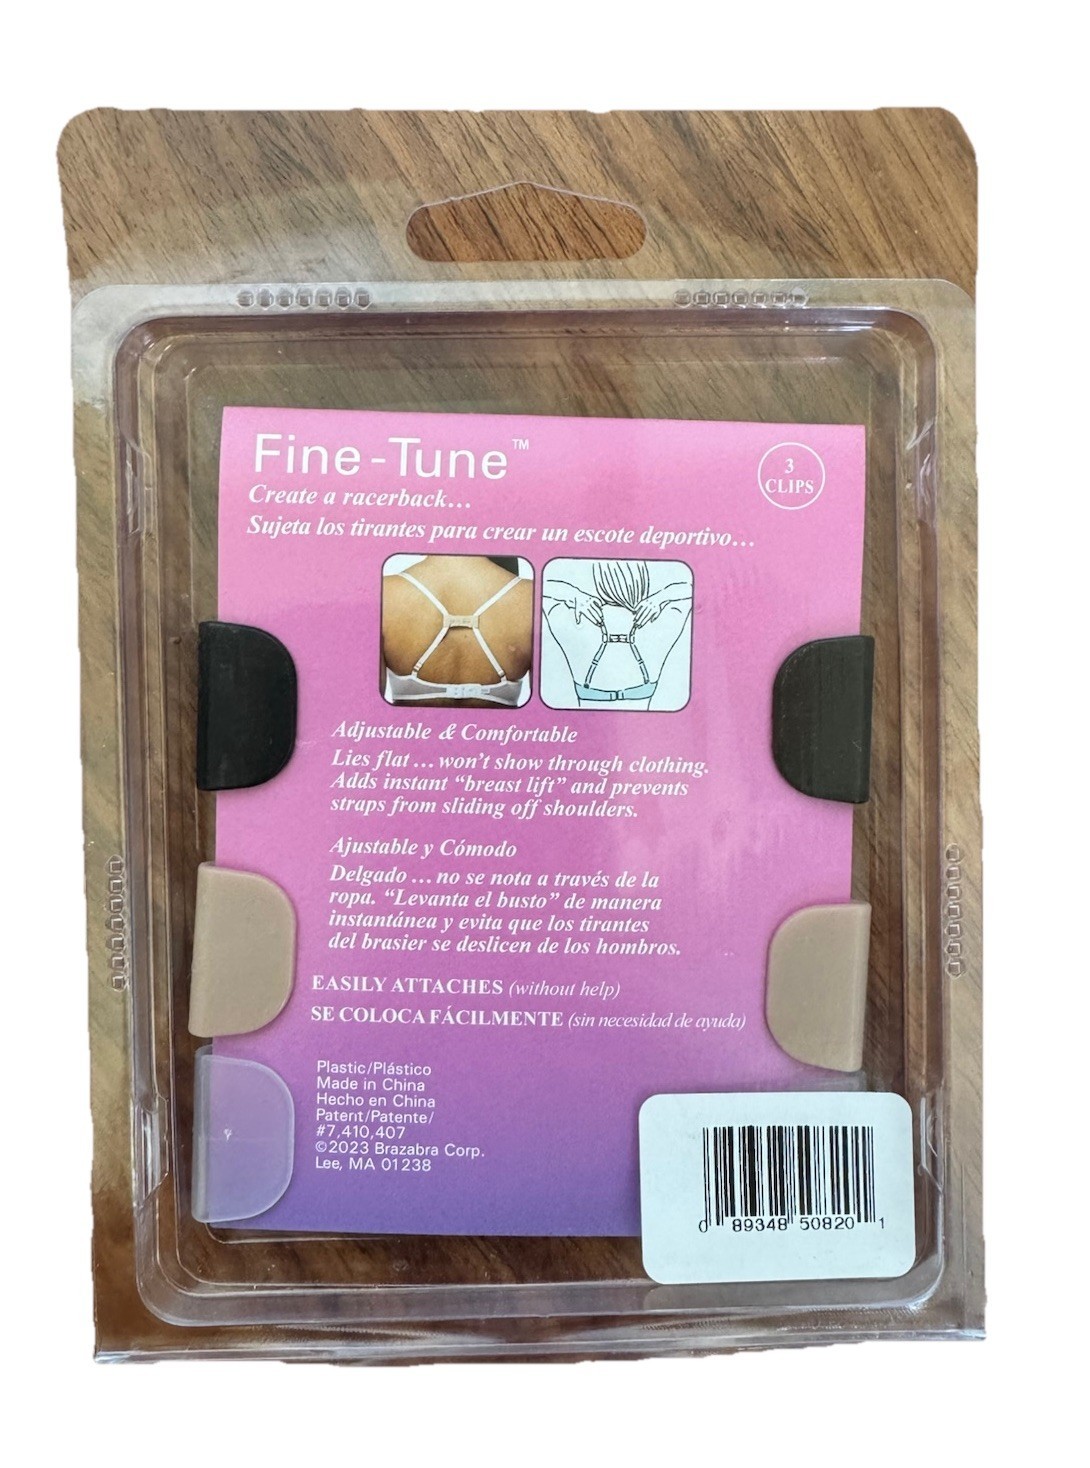 Fine-Tune™
3
CLIPS
Create a racerback...
Sujeta los tirantes para crear un escote deportivo...
Adjustable & Comfortable
Lies flat ... won't show through clothing.
Adds instant "breast lift" and prevents
straps from sliding off shoulders.
Ajustable y Cómodo
Delgado ... no se nota a través de la
ropa. "Levanta el busto" de manera
instantánea y evita que los tirantes
del brasier se deslicen de los hombros.
EASILY ATTACHES (without help)
SE COLOCA FÁCILMENTE (sin necesidad de ayuda)
Plastic/Plástico
Made in China
Hecho en China
Patent/Patente/
#7,410,407
©2023 Brazabra Corp.
Lee, MA 01238
0 89348 50820 1